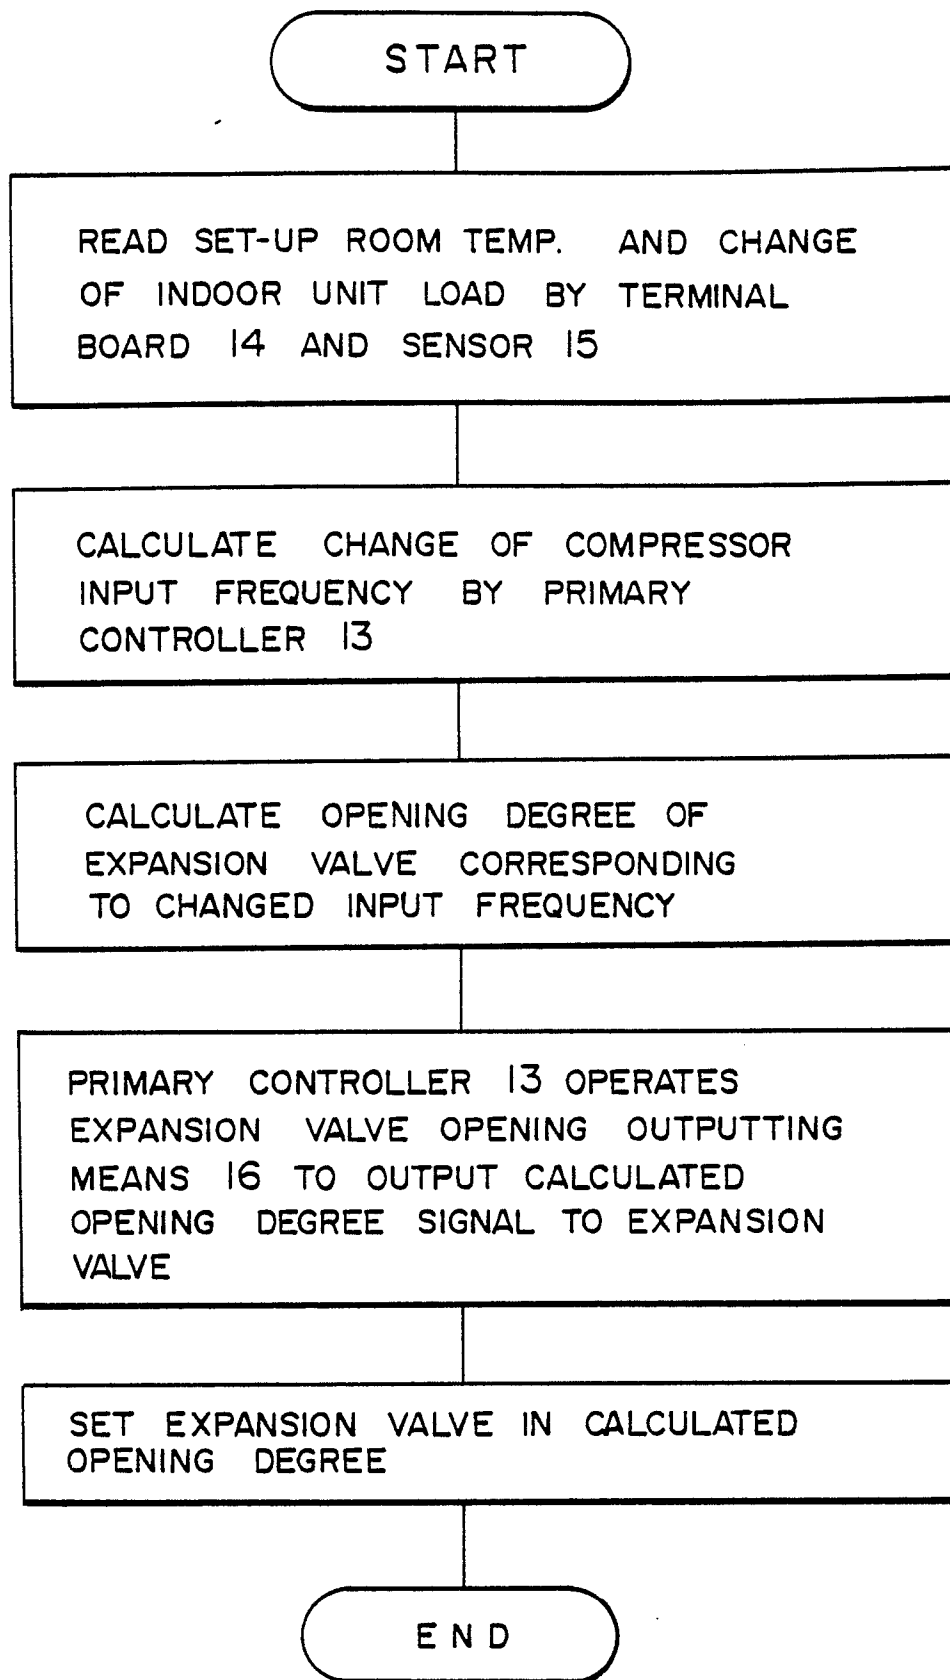 START
READ SET-UP ROOM TEMP. AND CHANGE
OF INDOOR UNIT LOAD BY TERMINAL
BOARD 14 AND SENSOR 15
CALCULATE CHANGE OF COMPRESSOR
INPUT FREQUENCY BY PRIMARY
CONTROLLER 13
CALCULATE OPENING DEGREE OF
EXPANSION VALVE CORRESPONDING
TO CHANGED INPUT FREQUENCY
PRIMARY CONTROLLER 13 OPERATES
EXPANSION VALVE OPENING OUTPUTTING
MEANS 16 TO OUTPUT CALCULATED
OPENING DEGREE SIGNAL TO EXPANSION
VALVE
SET EXPANSION VALVE IN CALCULATED
OPENING DEGREE
END